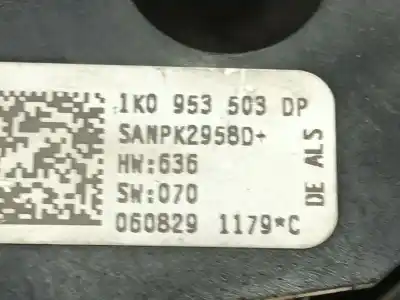 1K0 953 503 DP
SANPK2958D+
HW:636
SW:070
060829 1179*C
DE ALS